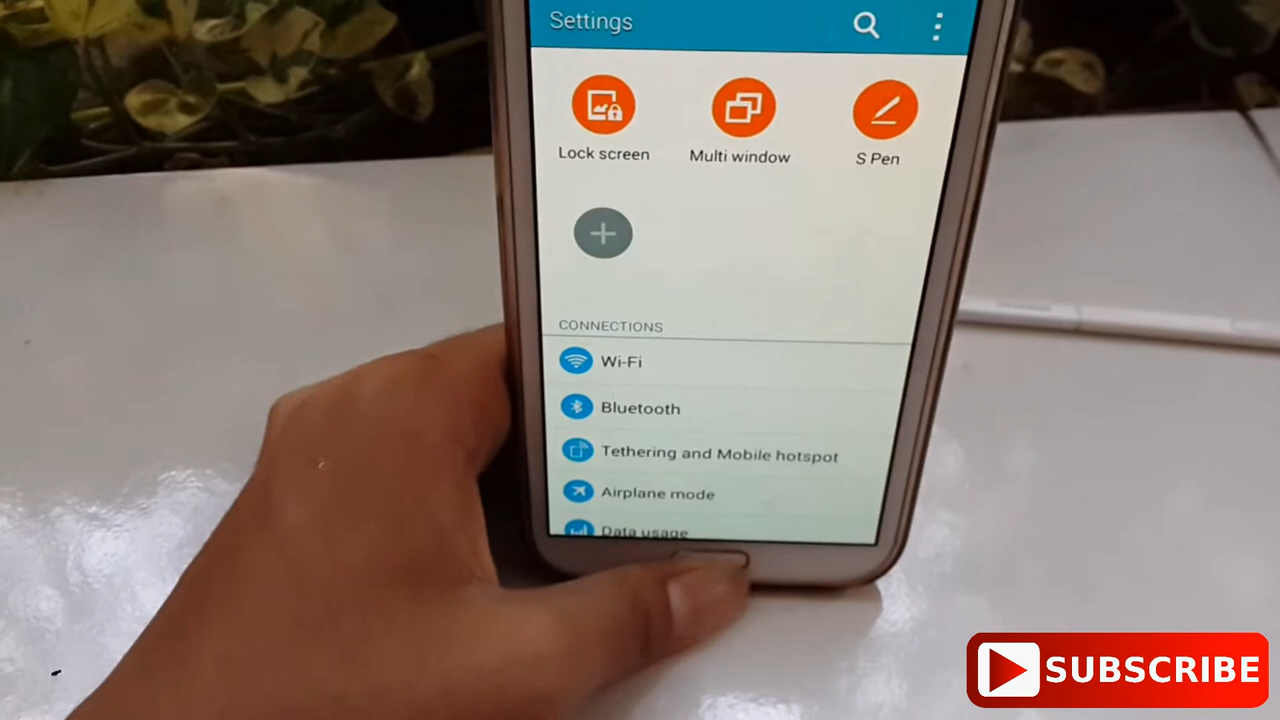 Settings
Lock screen
Multi window
S Pen
CONNECTIONS
Wi-Fi
Bluetooth
Tethering and Mobile hotspot
Airplane mode
Data usage
SUBSCRIBE